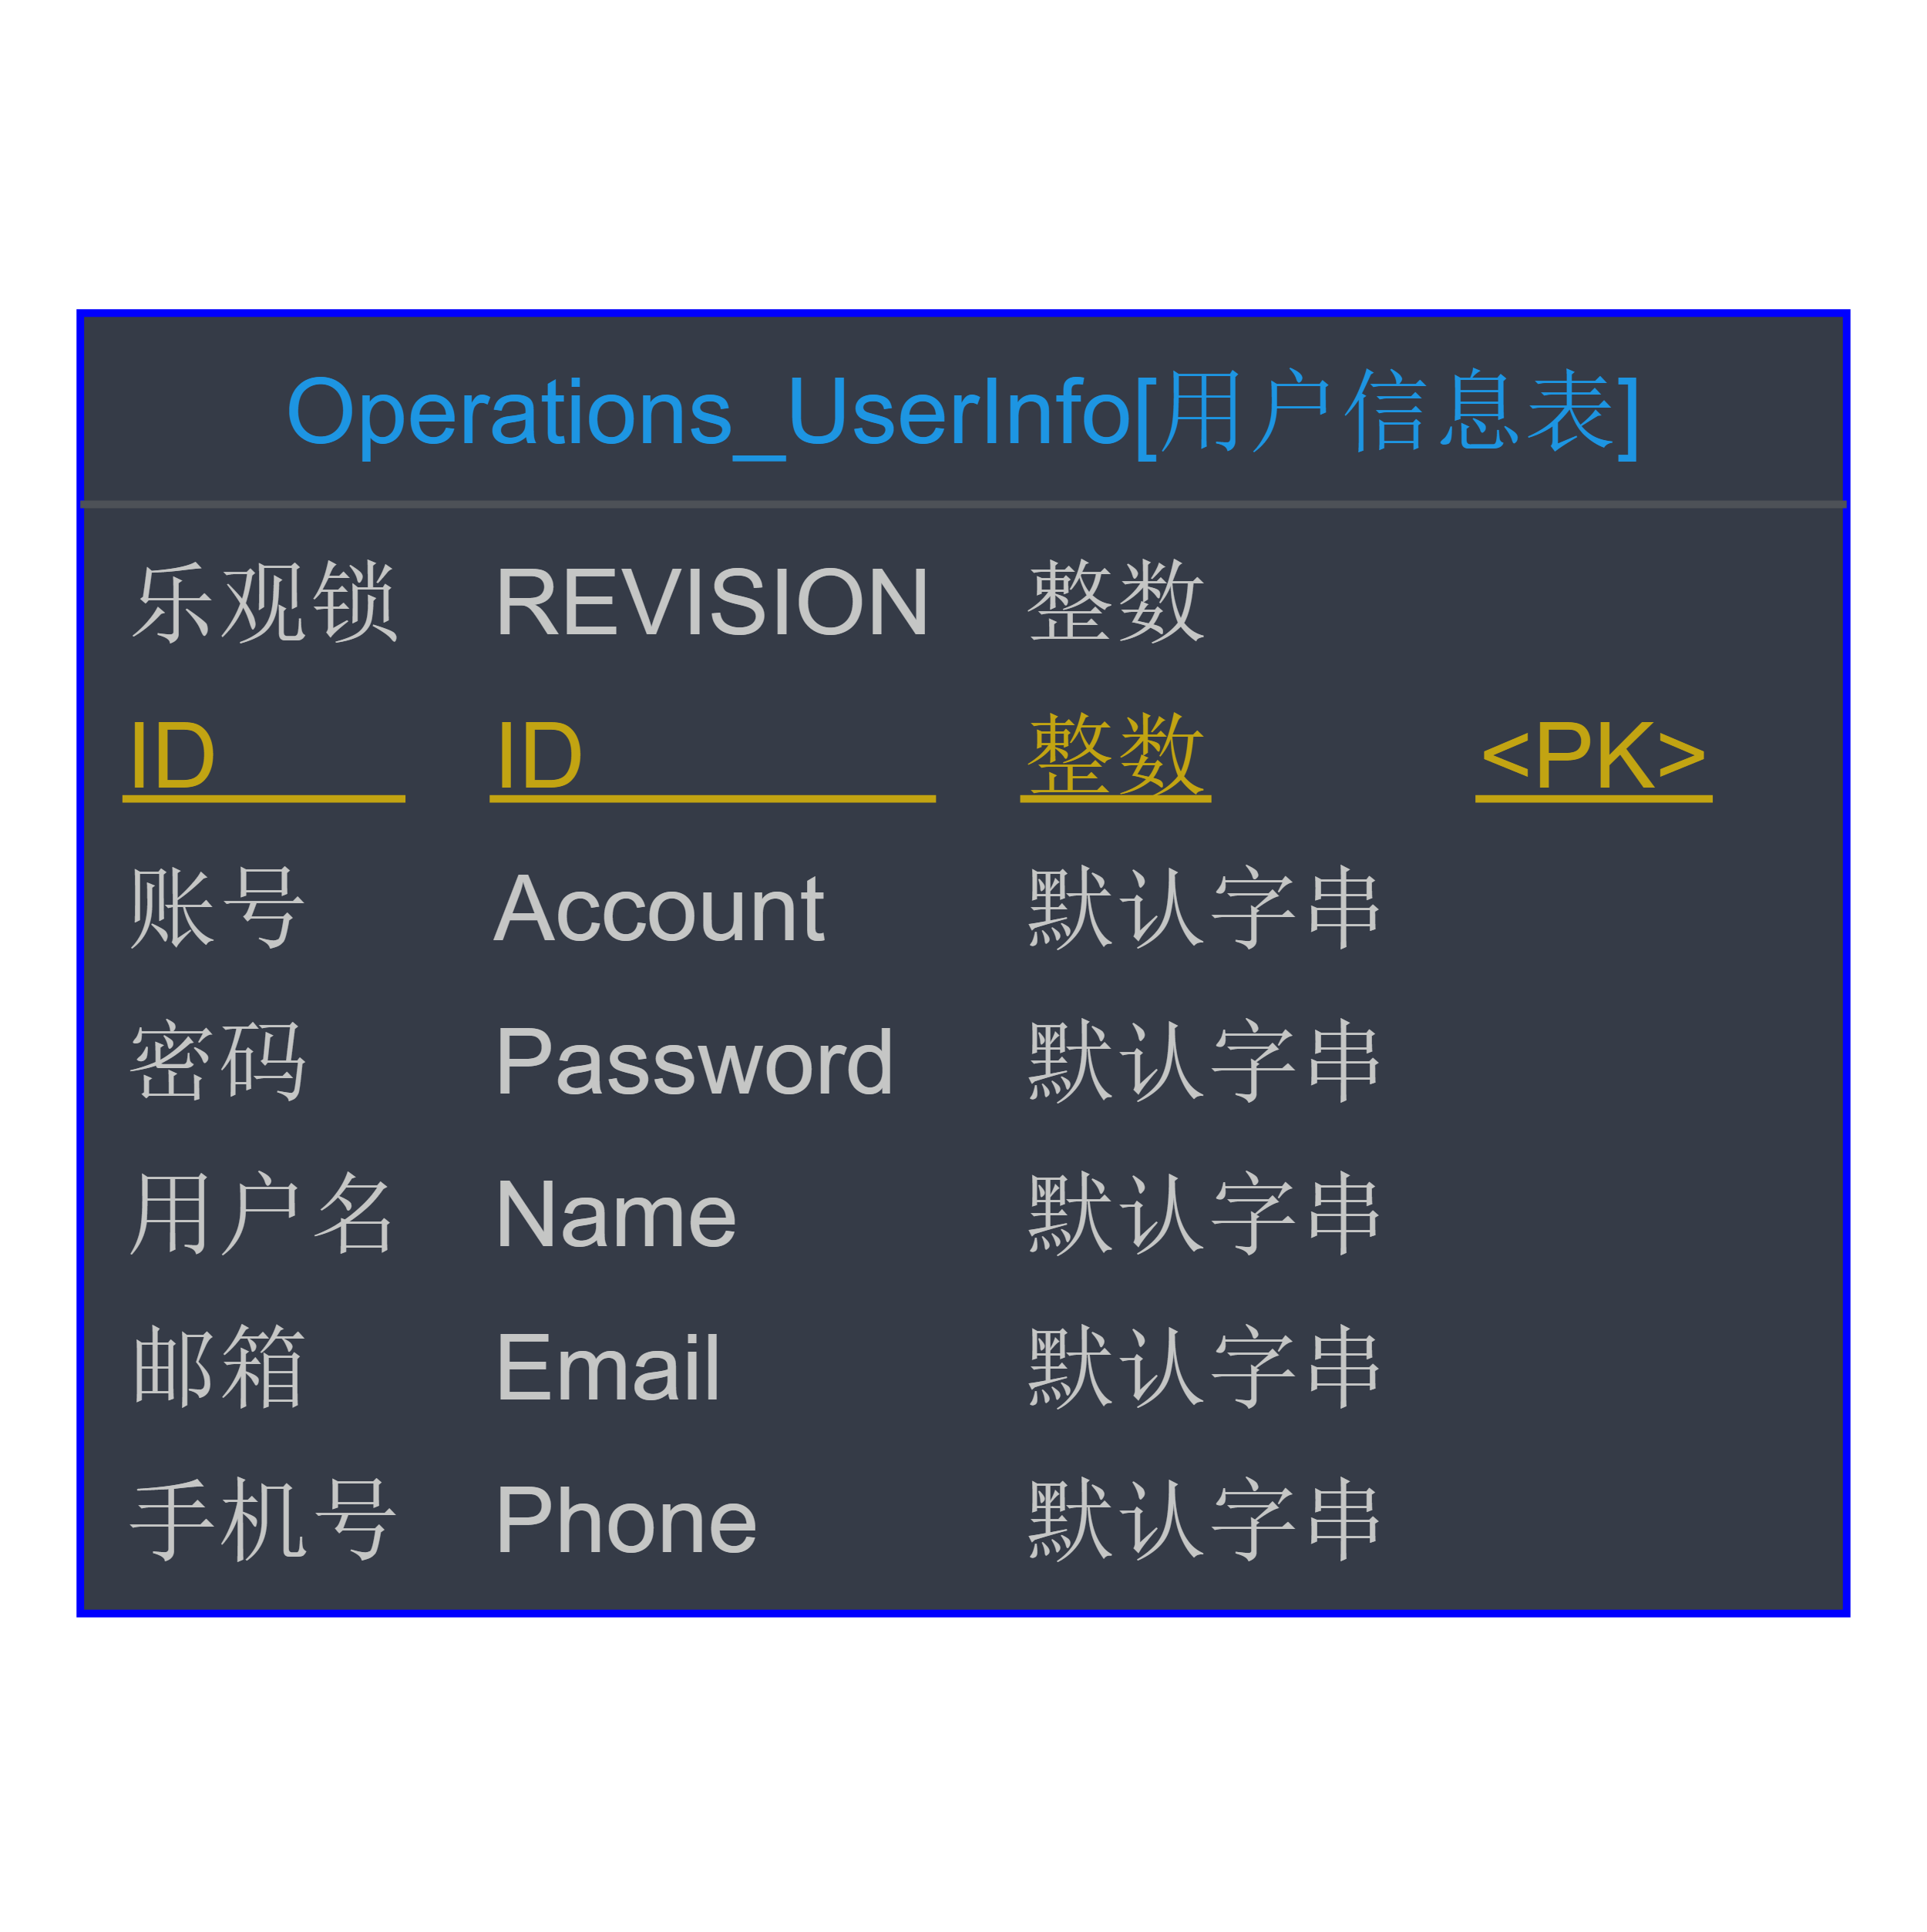 Operations_UserInfo[用户信息表]
乐观锁 REVISION 整数
ID ID 整数 <PK>
账号 Account 默认字串
密码 Password 默认字串
用户名 Name 默认字串
邮箱 Email 默认字串
手机号 Phone 默认字串